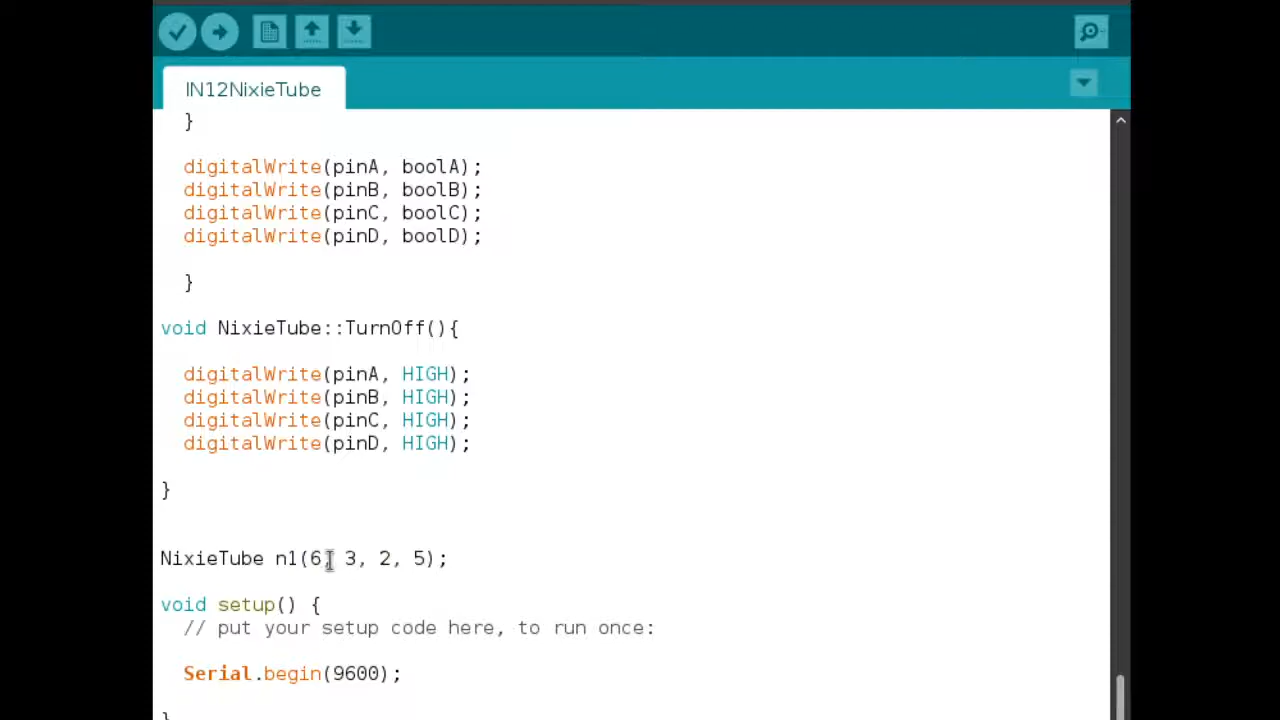 IN12NixieTube
}
digitalWrite(pinA, boolA);
digitalWrite(pinB, boolB);
digitalWrite(pinC, boolC);
digitalWrite(pinD, boolD);
}
void NixieTube::TurnOff(){
digitalWrite(pinA, HIGH);
digitalWrite(pinB, HIGH);
digitalWrite(pinC, HIGH);
digitalWrite(pinD, HIGH);
}
NixieTube n1(6, 3, 2, 5);
void setup() {
// put your setup code here, to run once:
Serial.begin(9600);
}